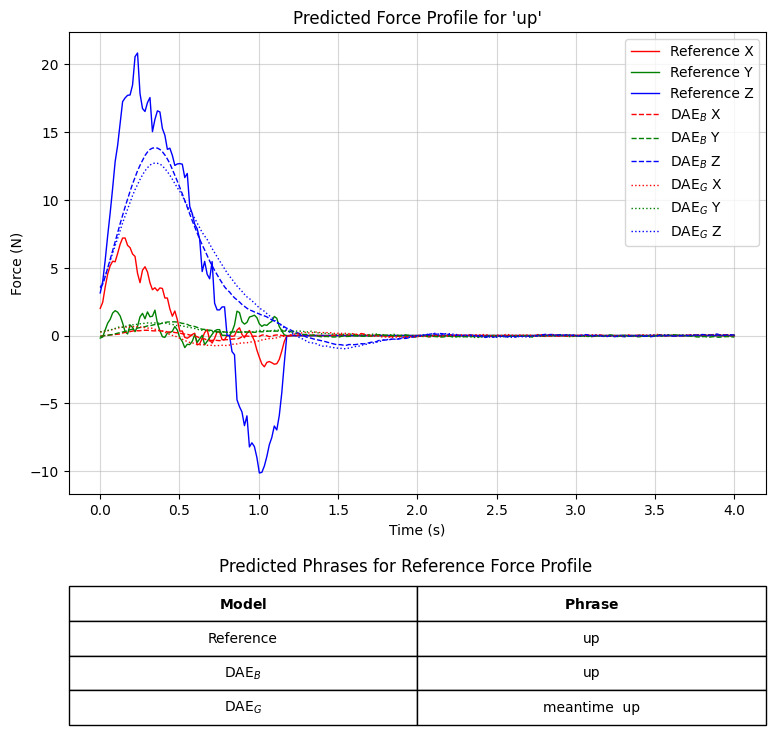 Predicted Force Profile for 'up'
Force (N)
20
15
10
5
0
−5
−10
Reference X
Reference Y
Reference Z
DAE_B X
DAE_B Y
DAE_B Z
DAE_G X
DAE_G Y
DAE_G Z
0.0 0.5 1.0 1.5 2.0 2.5 3.0 3.5 4.0
Time (s)
Predicted Phrases for Reference Force Profile
Model Phrase
Reference up
DAE_B up
DAE_G meantime  up